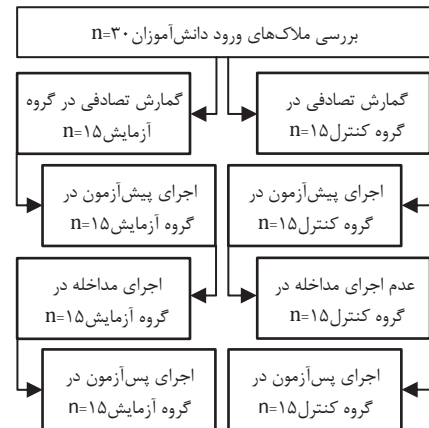 بررسی ملاک‌های ورود دانش‌آموزان n=۳۰
گمارش تصادفی در
گروه کنترل n=۱۵
گمارش تصادفی در گروه
آزمایش n=۱۵
اجرای پیش‌آزمون در
گروه کنترل n=۱۵
اجرای پیش‌آزمون در
گروه آزمایش n=۱۵
عدم اجرای مداخله در
گروه کنترل n=۱۵
اجرای مداخله در
گروه آزمایش n=۱۵
اجرای پس‌آزمون در
گروه کنترل n=۱۵
اجرای پس‌آزمون در
گروه آزمایش n=۱۵